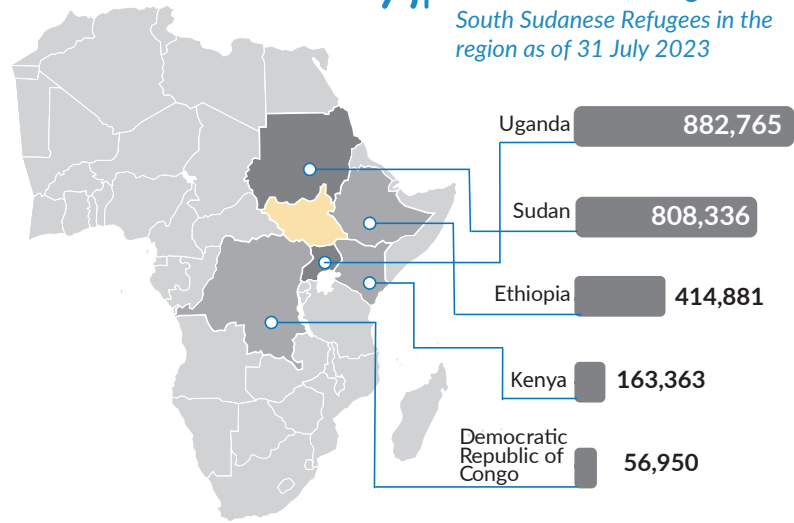 South Sudanese Refugees in the
region as of 31 July 2023
Uganda
882,765
Sudan
808,336
Ethiopia
414,881
Kenya
163,363
Democratic
Republic of
Congo
56,950